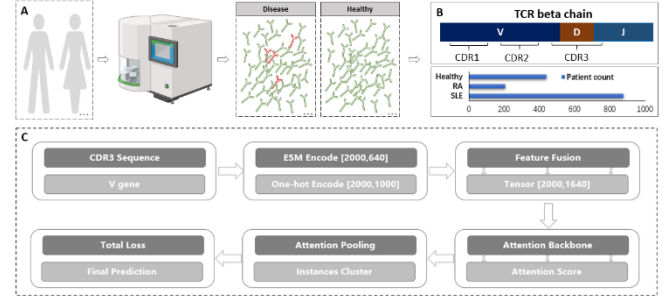 A
Disease
Healthy
B
TCR beta chain
V
D
J
CDR1
CDR2
CDR3
Healthy
RA
SLE
Patient count
0
200
400
600
800
1000
C
CDR3 Sequence
V gene
ESM Encode [2000,640]
One-hot Encode [2000,1000]
Feature Fusion
Tensor [2000,1640]
Total Loss
Final Prediction
Attention Pooling
Instances Cluster
Attention Backbone
Attention Score